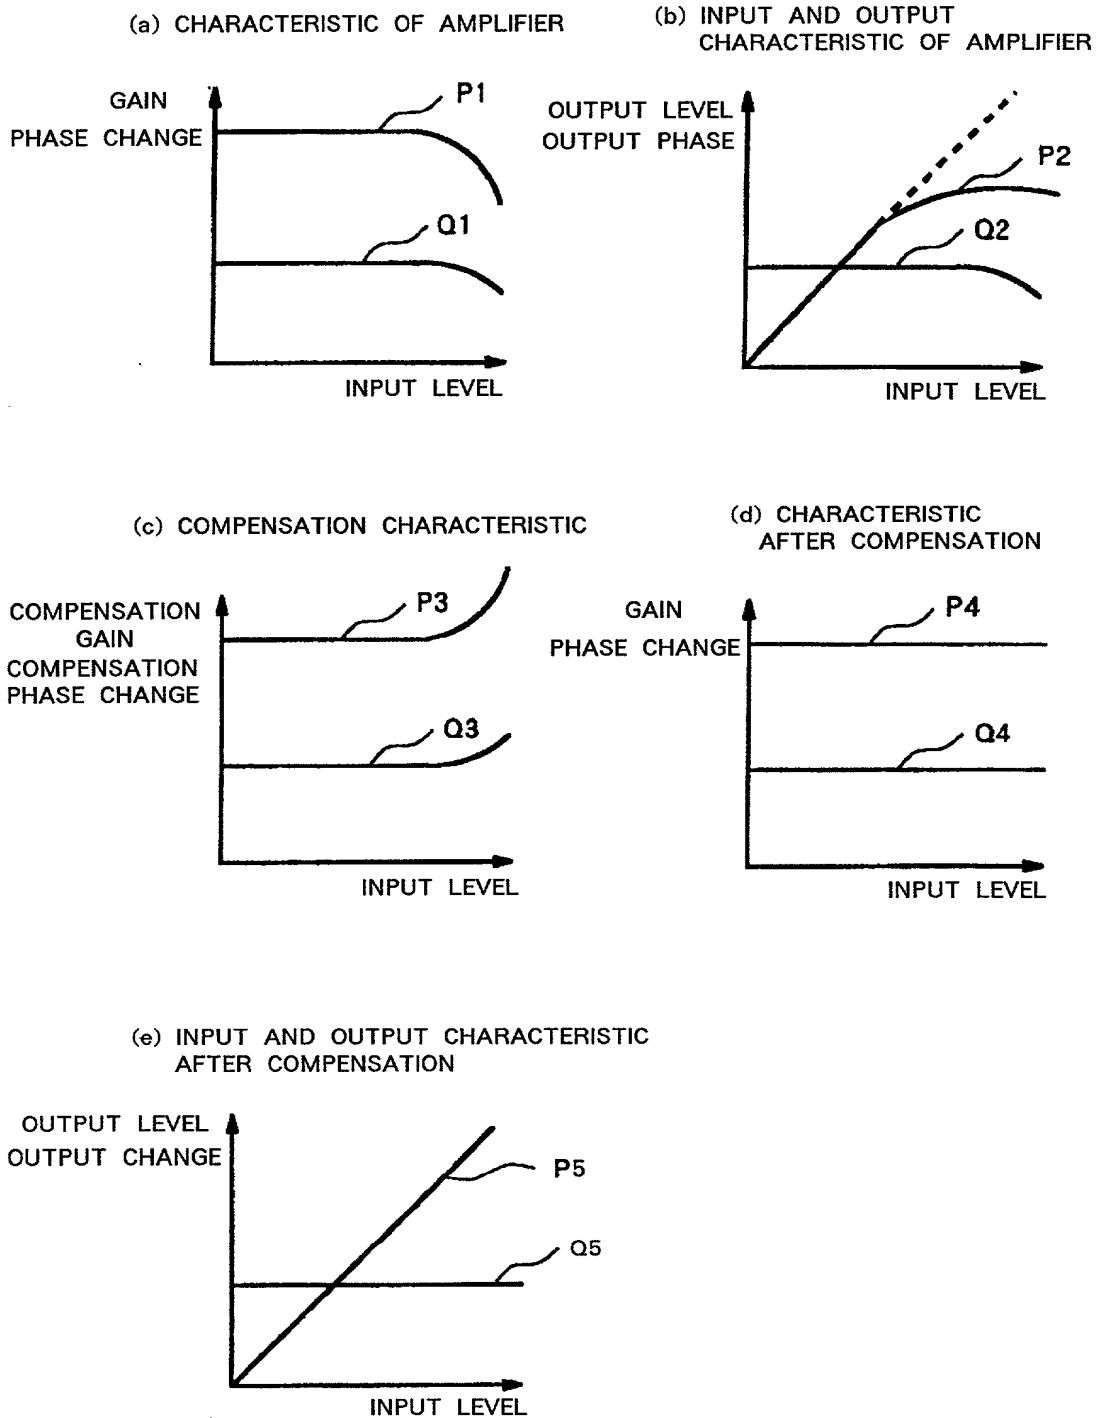 (a) CHARACTERISTIC OF AMPLIFIER
GAIN
PHASE CHANGE
P1
Q1
INPUT LEVEL
(b) INPUT AND OUTPUT
CHARACTERISTIC OF AMPLIFIER
OUTPUT LEVEL
OUTPUT PHASE
P2
Q2
INPUT LEVEL
(c) COMPENSATION CHARACTERISTIC
COMPENSATION
GAIN
COMPENSATION
PHASE CHANGE
P3
Q3
INPUT LEVEL
(d) CHARACTERISTIC
AFTER COMPENSATION
GAIN
PHASE CHANGE
P4
Q4
INPUT LEVEL
(e) INPUT AND OUTPUT CHARACTERISTIC
AFTER COMPENSATION
OUTPUT LEVEL
OUTPUT CHANGE
P5
Q5
INPUT LEVEL